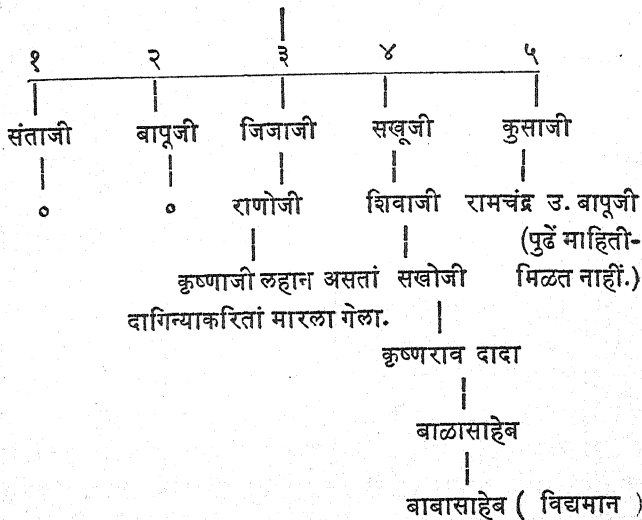 १ २ ३ ४ ५
संताजी बापूजी जिजाजी सखूजी कुसाजी
० ० राणोजी शिवाजी रामचंद्र उ. बापूजी
(पुढें माहिती-
कृष्णाजी लहान असतां सखोजी मिळत नाहीं.)
दागिन्याकरितां मारला गेला.
कृष्णराव दादा
बाळासाहेब
बाबासाहेब ( विद्यमान )